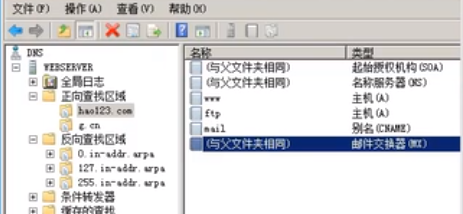 文件(F) 操作(A) 查看(V) 帮助(H)
DNS
WEBSERVER
全局日志
正向查找区域
hao123.com
g.cn
反向查找区域
0.in-addr.arpa
127.in-addr.arpa
255.in-addr.arpa
条件转发器
缓存的查找
名称 类型
(与父文件夹相同) 起始授权机构(SOA)
(与父文件夹相同) 名称服务器(NS)
www 主机(A)
ftp 主机(A)
mail 别名(CNAME)
(与父文件夹相同) 邮件交换器(MX)